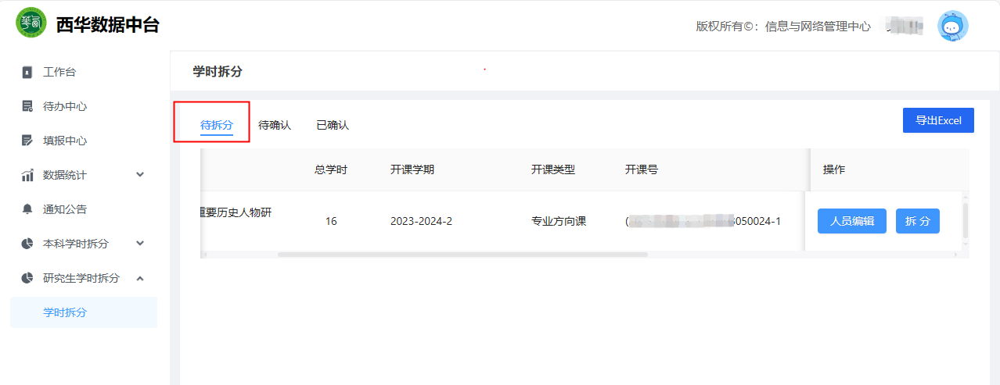 西华数据中台
版权所有©：信息与网络管理中心
工作台
待办中心
填报中心
数据统计
通知公告
本科学时拆分
研究生学时拆分
学时拆分
学时拆分
待拆分 待确认 已确认
导出Excel
总学时 开课学期 开课类型 开课号 操作
重要历史人物研
16 2023-2024-2 专业方向课 ( 050024-1 人员编辑 拆 分